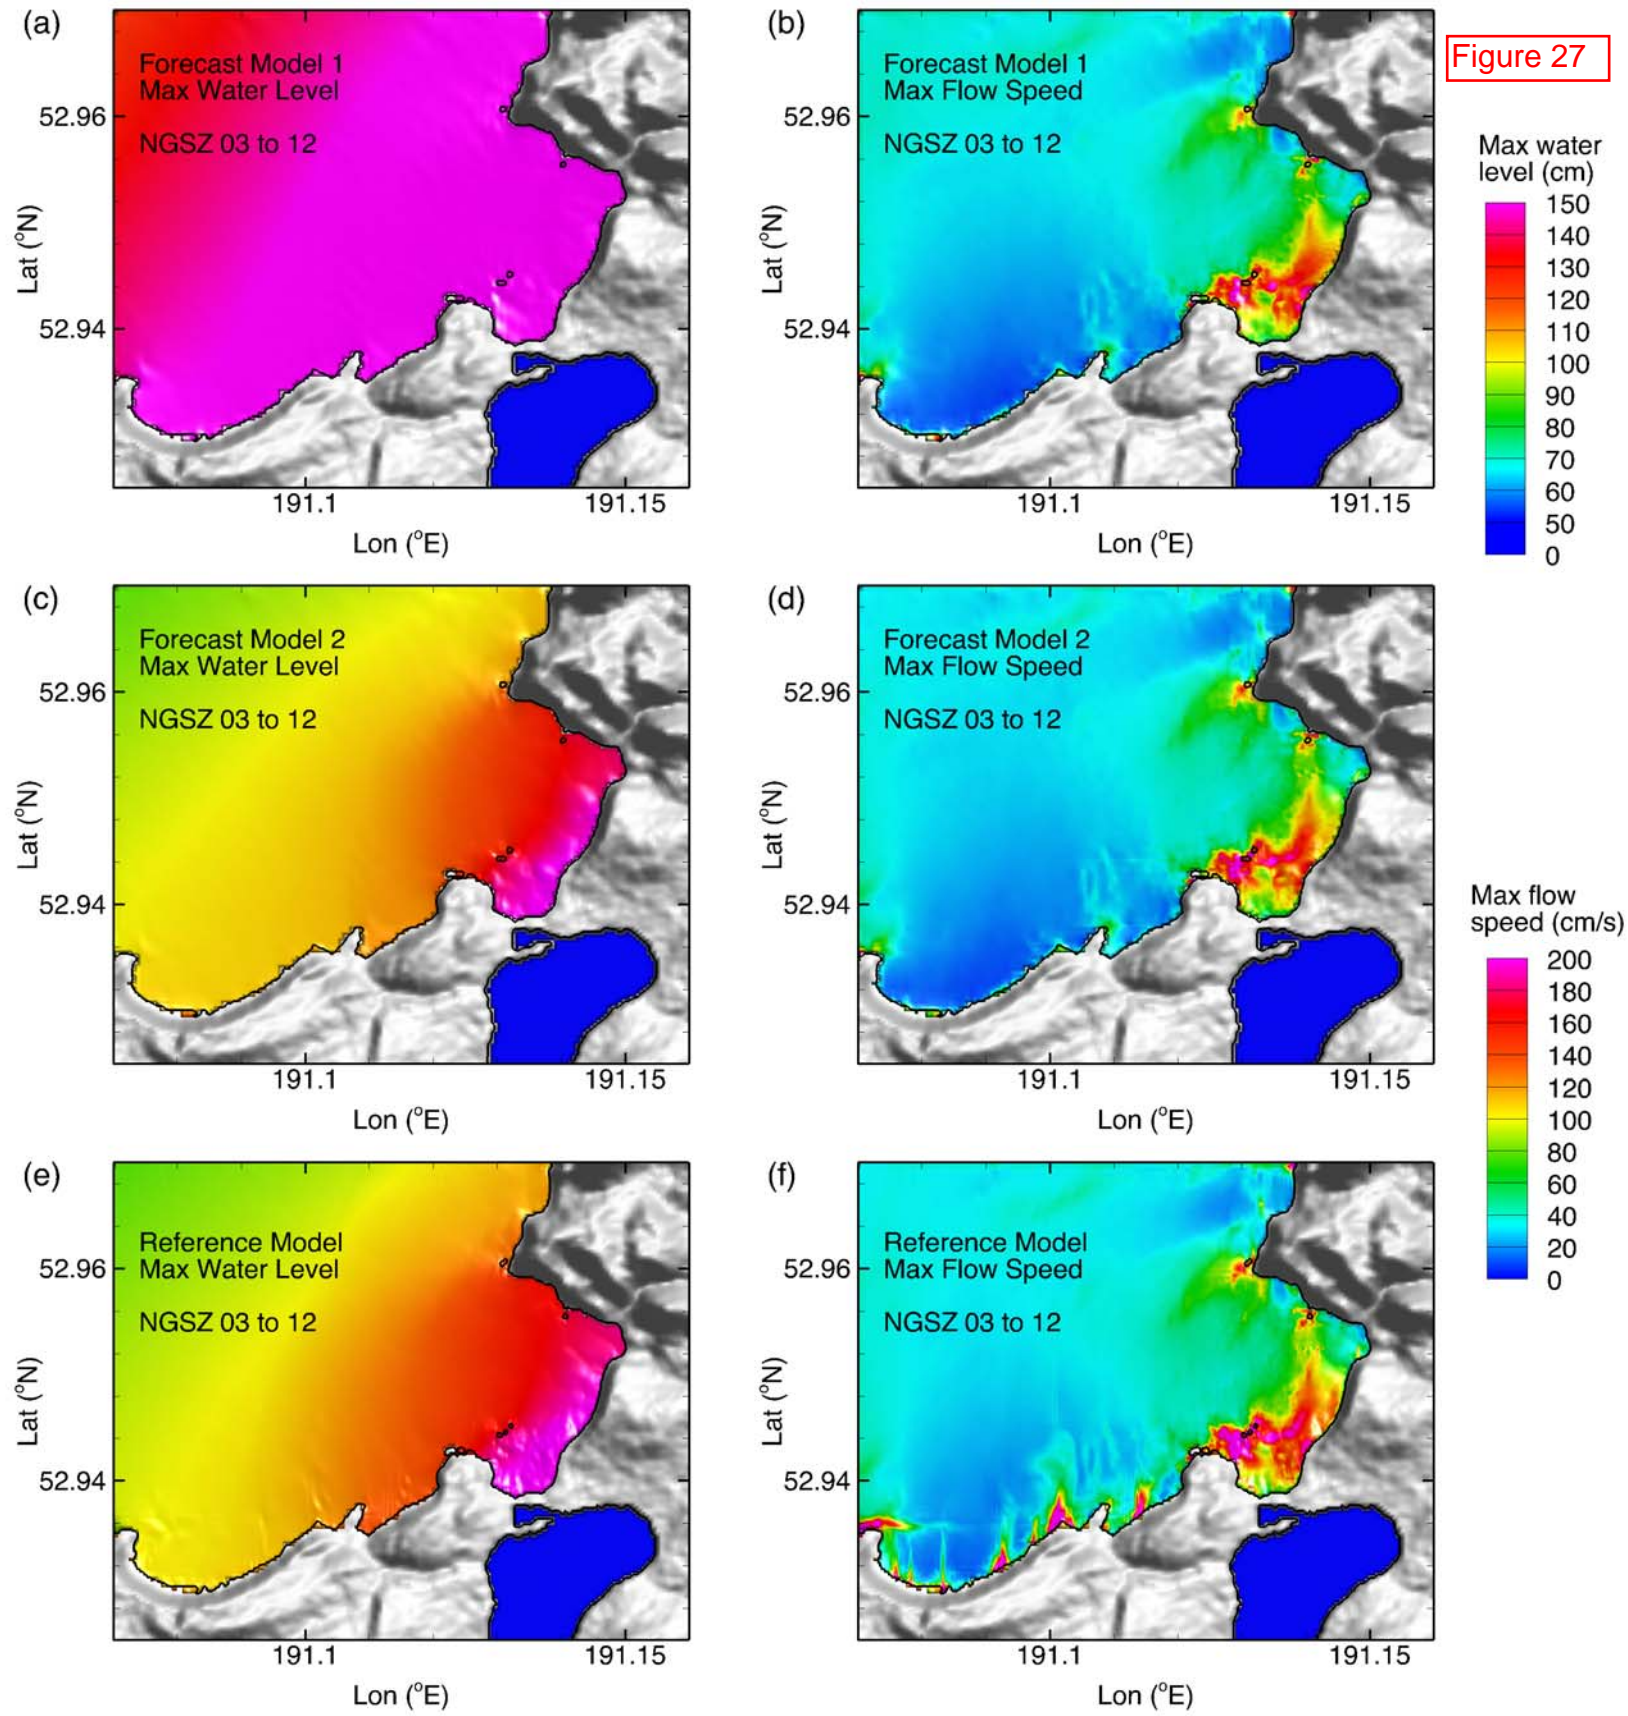 (a)
Forecast Model 1
Max Water Level
NGSZ 03 to 12
52.96
52.94
Lat (°N)
191.1
191.15
Lon (°E)
(b)
Forecast Model 1
Max Flow Speed
NGSZ 03 to 12
52.96
52.94
Lat (°N)
191.1
191.15
Lon (°E)
Figure 27
Max water
level (cm)
150
140
130
120
110
100
90
80
70
60
50
0
(c)
Forecast Model 2
Max Water Level
NGSZ 03 to 12
52.96
52.94
Lat (°N)
191.1
191.15
Lon (°E)
(d)
Forecast Model 2
Max Flow Speed
NGSZ 03 to 12
52.96
52.94
Lat (°N)
191.1
191.15
Lon (°E)
Max flow
speed (cm/s)
200
180
160
140
120
100
80
60
40
20
0
(e)
Reference Model
Max Water Level
NGSZ 03 to 12
52.96
52.94
Lat (°N)
191.1
191.15
Lon (°E)
(f)
Reference Model
Max Flow Speed
NGSZ 03 to 12
52.96
52.94
Lat (°N)
191.1
191.15
Lon (°E)